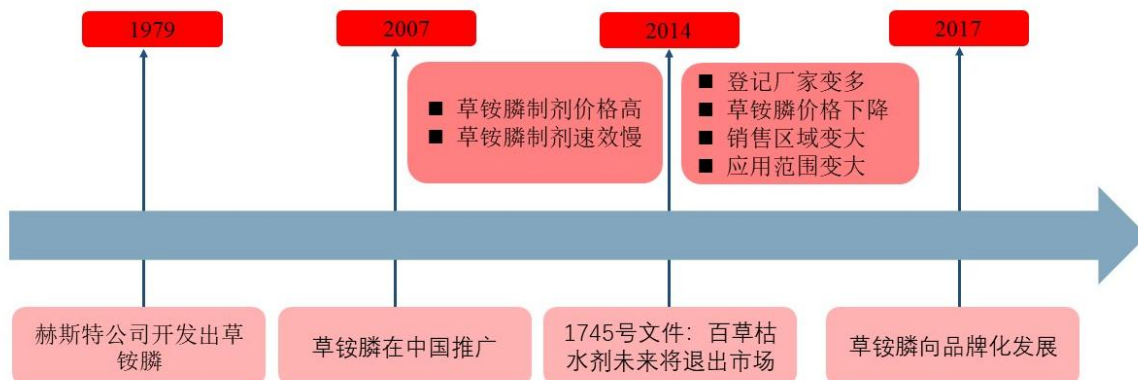 1979
2007
2014
2017
■ 草铵膦制剂价格高
■ 草铵膦制剂速效慢
■ 登记厂家变多
■ 草铵膦价格下降
■ 销售区域变大
■ 应用范围变大
赫斯特公司开发出草
铵膦
草铵膦在中国推广
1745号文件：百草枯
水剂未来将退出市场
草铵膦向品牌化发展